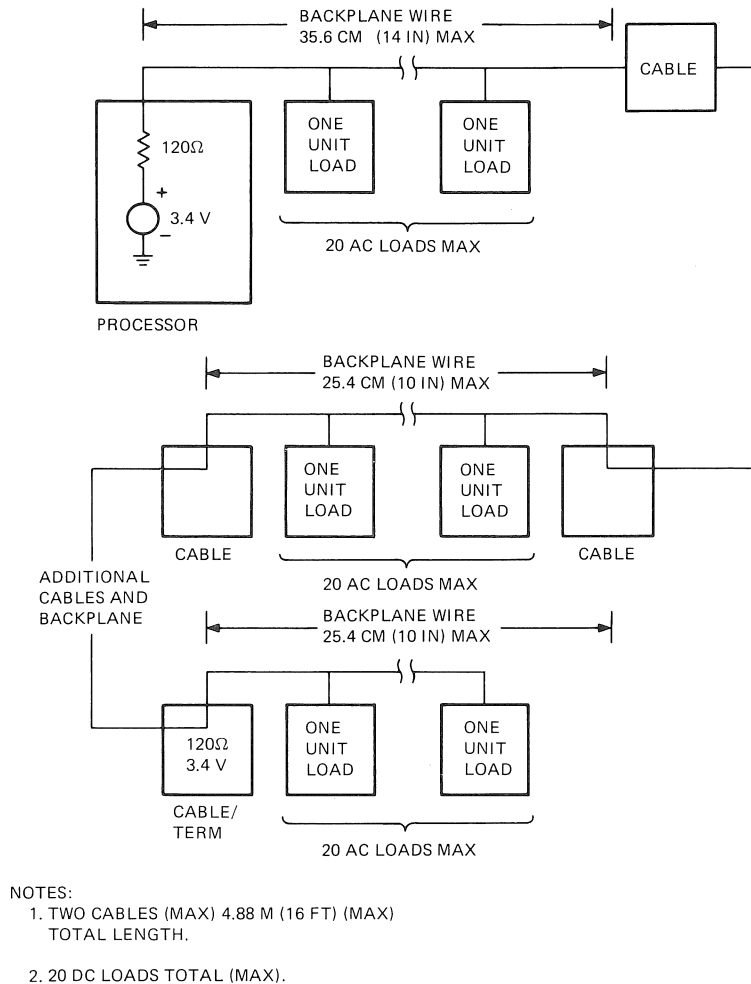 BACKPLANE WIRE
35.6 CM (14 IN) MAX
CABLE
120Ω
+
3.4 V
−
ONE
UNIT
LOAD
ONE
UNIT
LOAD
20 AC LOADS MAX
PROCESSOR
BACKPLANE WIRE
25.4 CM (10 IN) MAX
ONE
UNIT
LOAD
ONE
UNIT
LOAD
CABLE
CABLE
20 AC LOADS MAX
ADDITIONAL
CABLES AND
BACKPLANE
BACKPLANE WIRE
25.4 CM (10 IN) MAX
120Ω
3.4 V
ONE
UNIT
LOAD
ONE
UNIT
LOAD
CABLE/
TERM
20 AC LOADS MAX
NOTES:
1. TWO CABLES (MAX) 4.88 M (16 FT) (MAX)
TOTAL LENGTH.
2. 20 DC LOADS TOTAL (MAX).